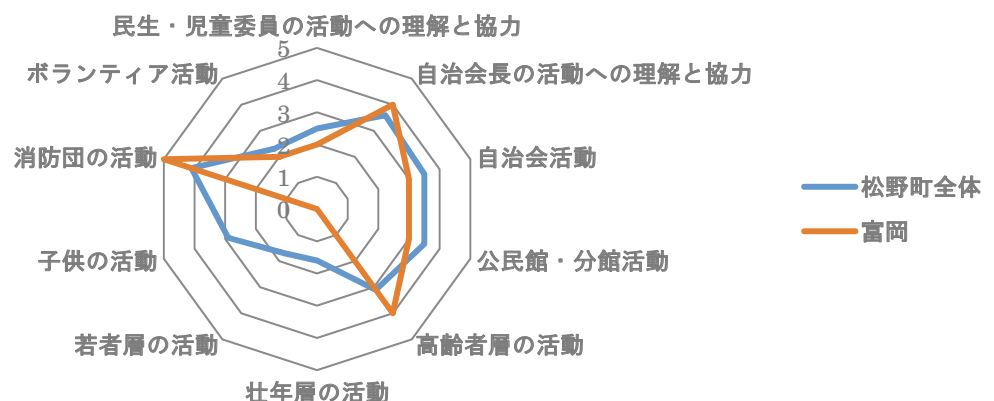 民生・児童委員の活動への理解と協力
自治会長の活動への理解と協力
自治会活動
公民館・分館活動
高齢者層の活動
壮年層の活動
若者層の活動
子供の活動
消防団の活動
ボランティア活動
5
4
3
2
1
0
松野町全体
富岡